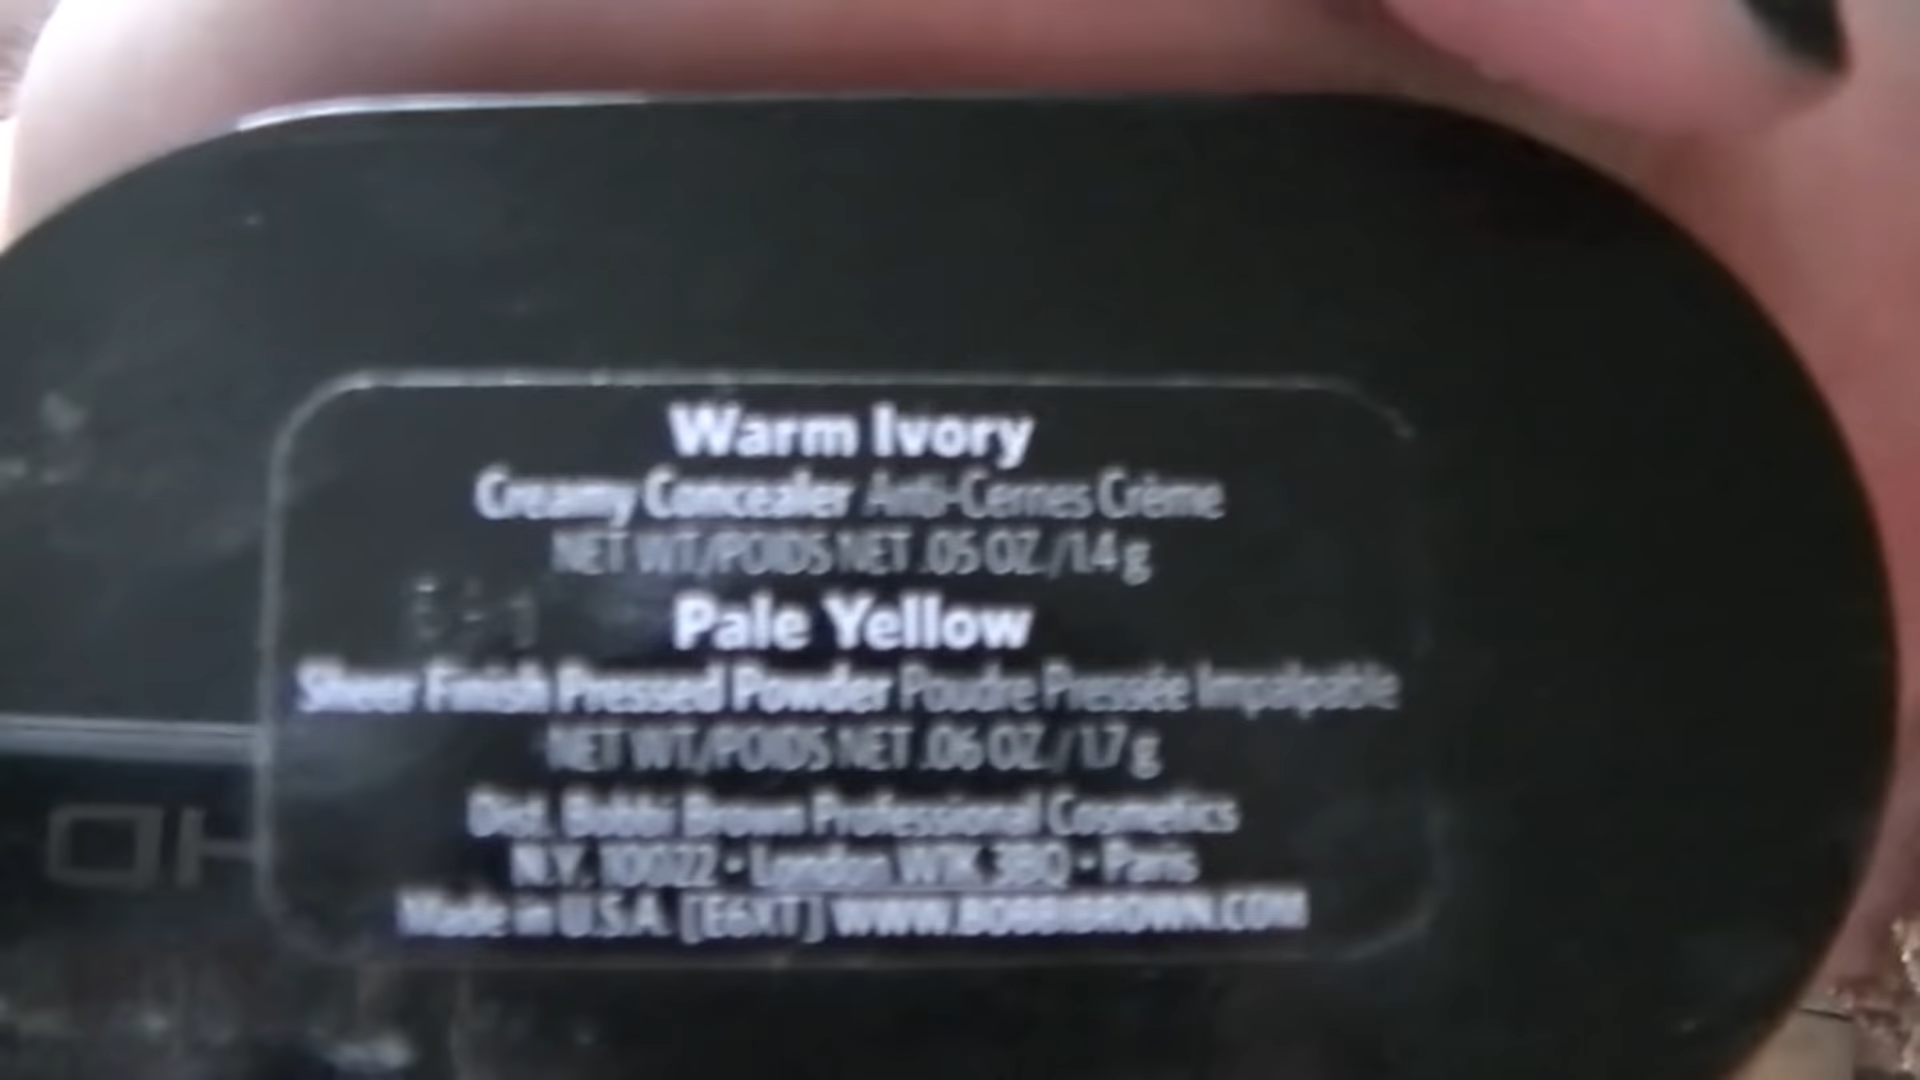 Warm Ivory
Creamy Concealer Anti-Cernes Crème
NET WT/POIDS NET .05 OZ./1.4 g
Pale Yellow
Sheer Finish Pressed Powder Poudre Pressée Impalpable
NET WT/POIDS NET .06 OZ./1.7 g
Dist. Bobbi Brown Professional Cosmetics
N.Y. 10022 • London W1K 3BQ • Paris
Made in U.S.A. [E6XT] WWW.BOBBIBROWN.COM